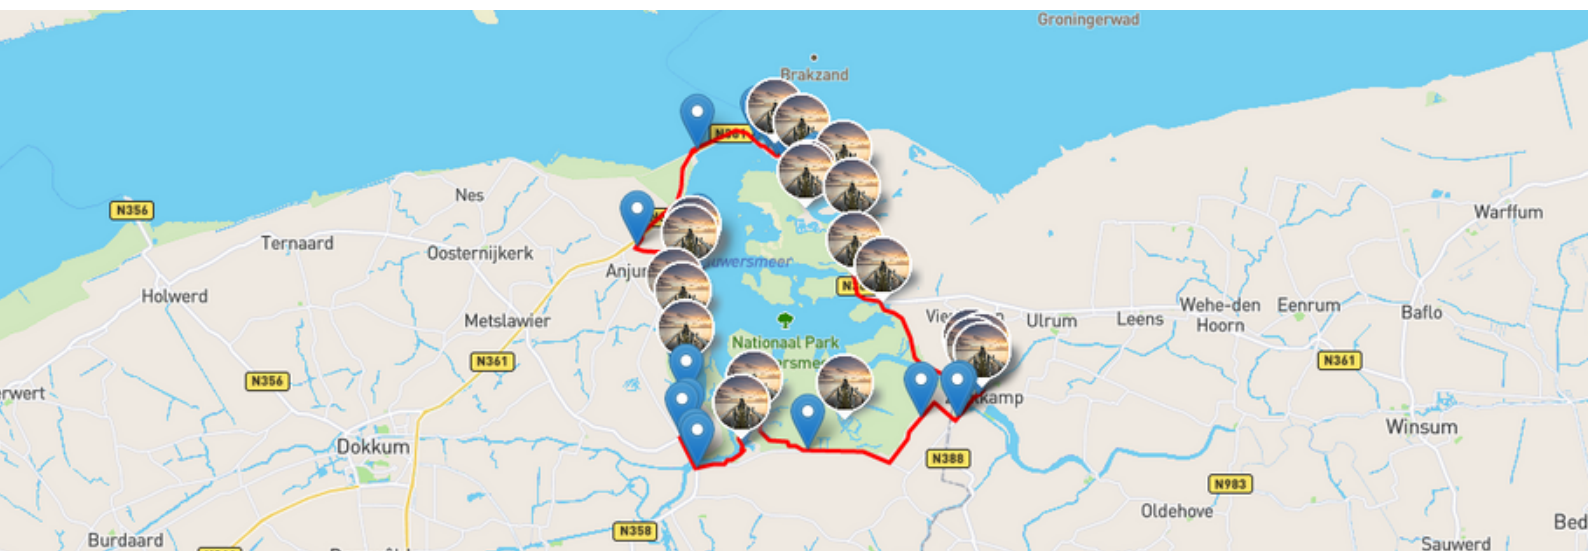 Groningerwad
Brakzand
Nes
N356
Warffum
Ternaard
Oosternijkerk
Holwerd
Wehe-den
Hoorn
Eenrum
Baflo
Ulrum
Leens
Metslawier
N361
N361
Nationaal Park
N356
Dokkum
Winsum
N388
N983
Oldehove
N358
Burdaard
Sauwerd